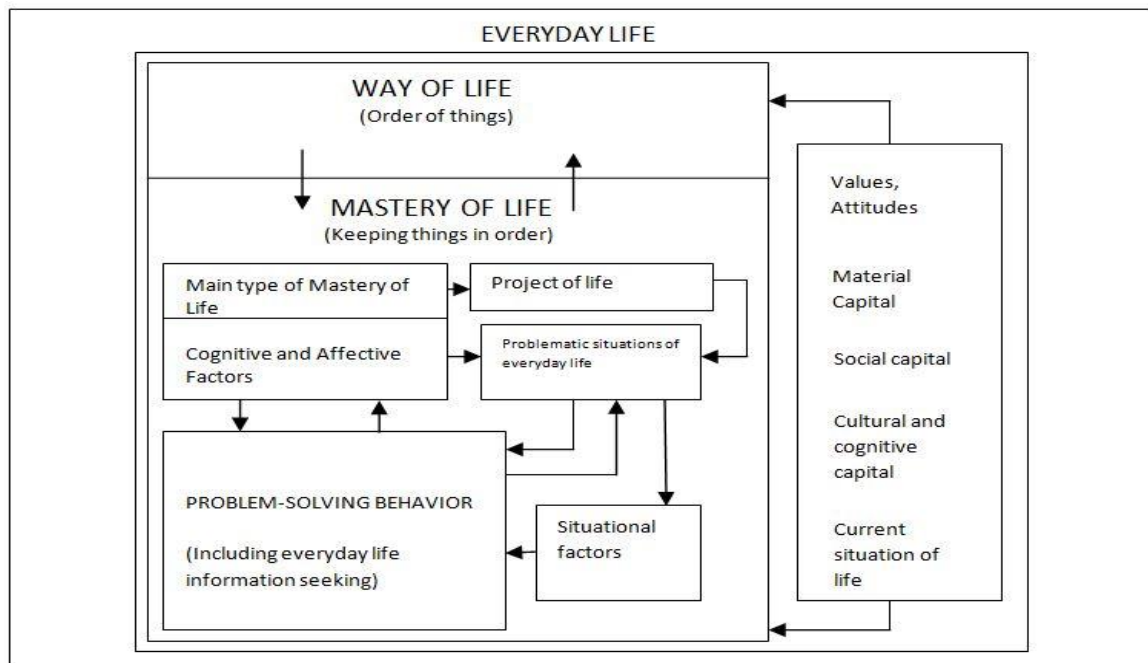 EVERYDAY LIFE
WAY OF LIFE
(Order of things)
MASTERY OF LIFE
(Keeping things in order)
Main type of Mastery of
Life
Project of life
Cognitive and Affective
Factors
Problematic situations of
everyday life
PROBLEM-SOLVING BEHAVIOR
(Including everyday life
information seeking)
Situational
factors
Values,
Attitudes
Material
Capital
Social capital
Cultural and
cognitive
capital
Current
situation of
life